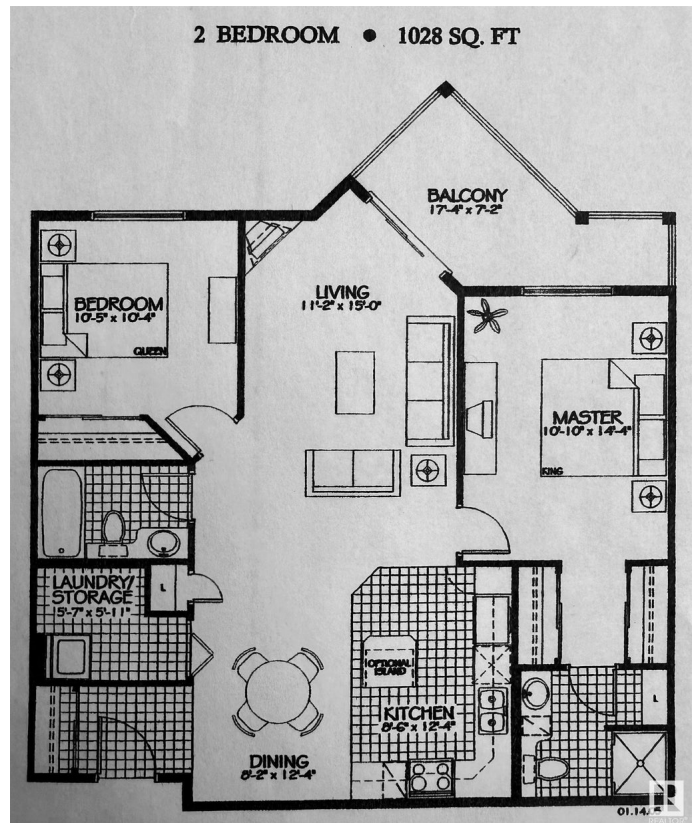 2 BEDROOM • 1028 SQ. FT
BALCONY
17'-4" x 7'-2"
LIVING
11'-2" x 15'-0"
BEDROOM
10'-5" x 10'-4"
QUEEN
MASTER
10'-10" x 14'-4"
KING
LAUNDRY/
STORAGE
5'-7" x 5'-11"
L
OPTIONAL
ISLAND
KITCHEN
8'-6" x 12'-4"
L
DINING
8'-2" x 12'-4"
R
REALTOR®